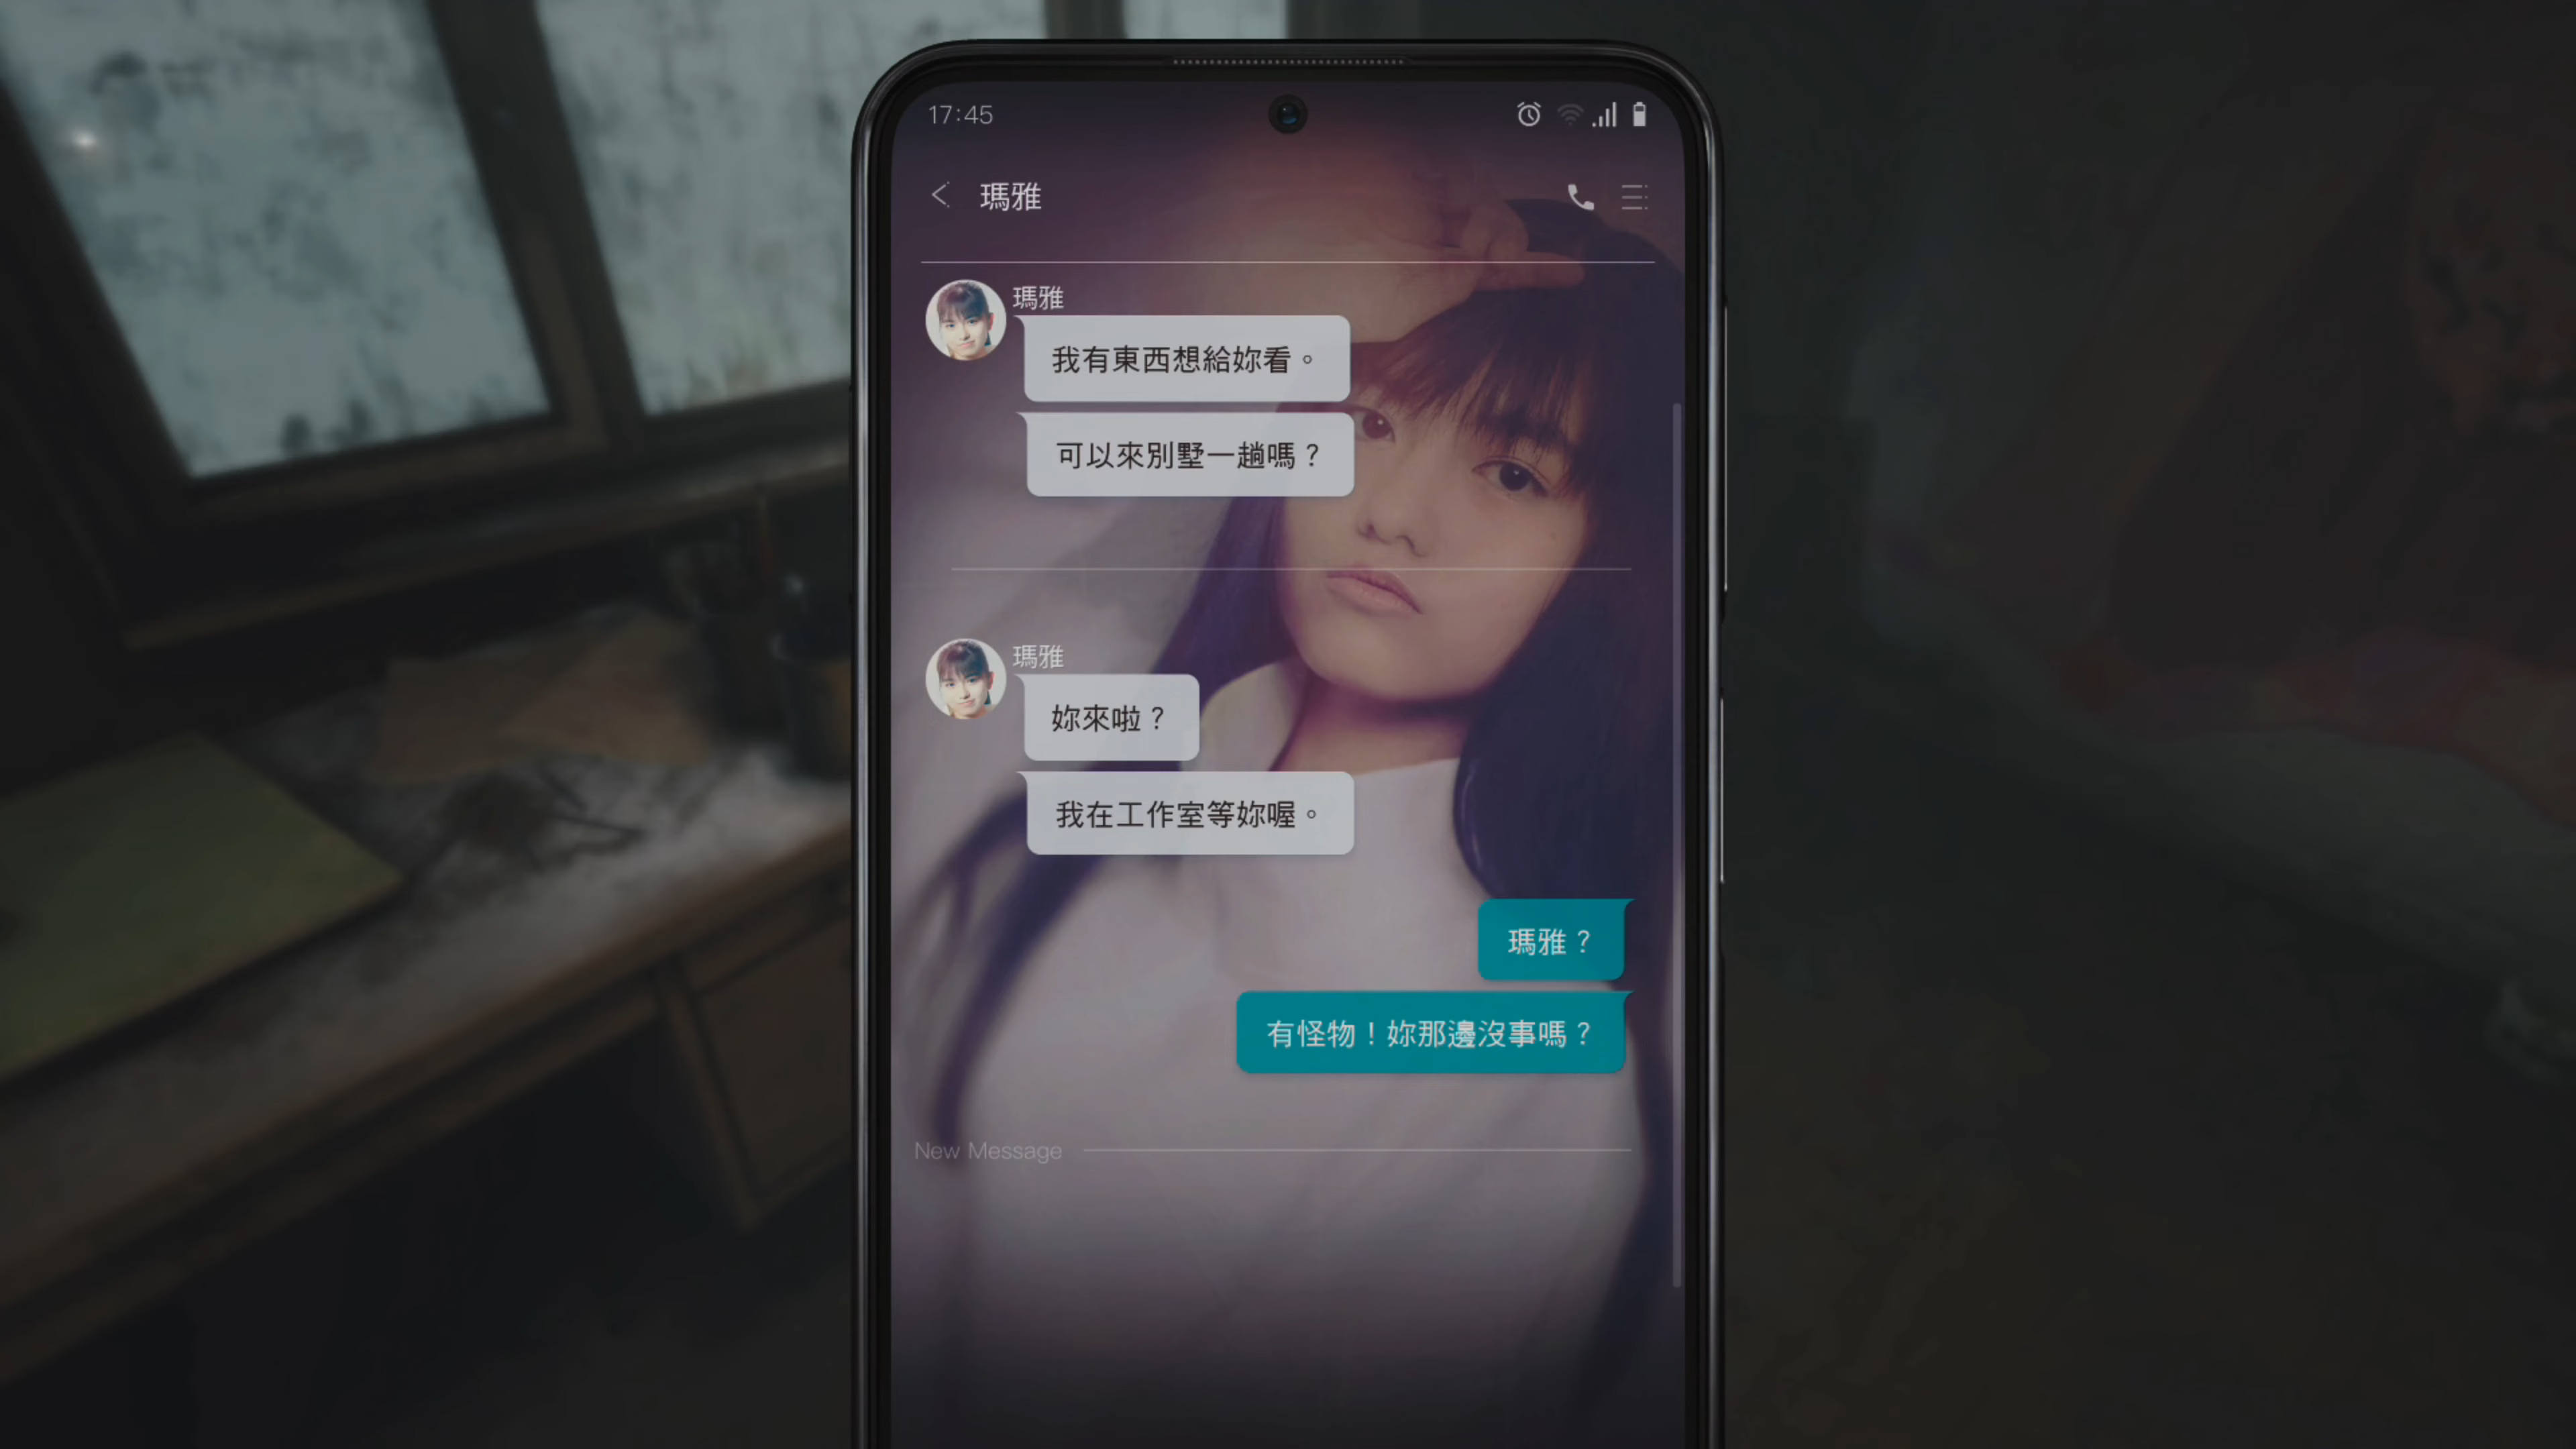 17:45
瑪雅
瑪雅
我有東西想給妳看。
可以來別墅一趟嗎？
瑪雅
妳來啦？
我在工作室等妳喔。
瑪雅？
有怪物！妳那邊沒事嗎？
New Message